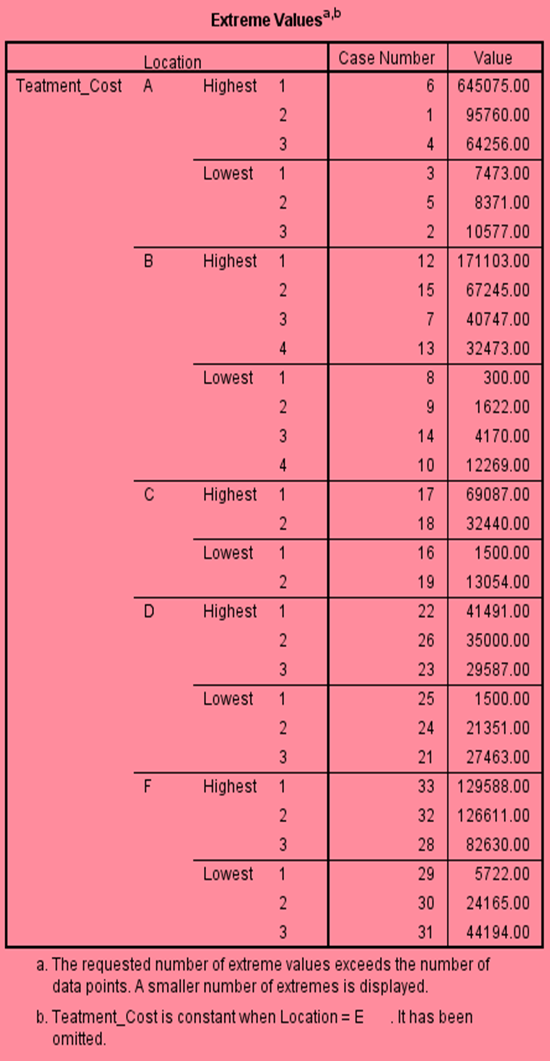 Extreme Values a,b
Location Case Number Value
Teatment_Cost A Highest 1 6 645075.00
2 1 95760.00
3 4 64256.00
Lowest 1 3 7473.00
2 5 8371.00
3 2 10577.00
B Highest 1 12 171103.00
2 15 67245.00
3 7 40747.00
4 13 32473.00
Lowest 1 8 300.00
2 9 1622.00
3 14 4170.00
4 10 12269.00
C Highest 1 17 69087.00
2 18 32440.00
Lowest 1 16 1500.00
2 19 13054.00
D Highest 1 22 41491.00
2 26 35000.00
3 23 29587.00
Lowest 1 25 1500.00
2 24 21351.00
3 21 27463.00
F Highest 1 33 129588.00
2 32 126611.00
3 28 82630.00
Lowest 1 29 5722.00
2 30 24165.00
3 31 44194.00
a. The requested number of extreme values exceeds the number of
data points. A smaller number of extremes is displayed.
b. Teatment_Cost is constant when Location = E . It has been
omitted.